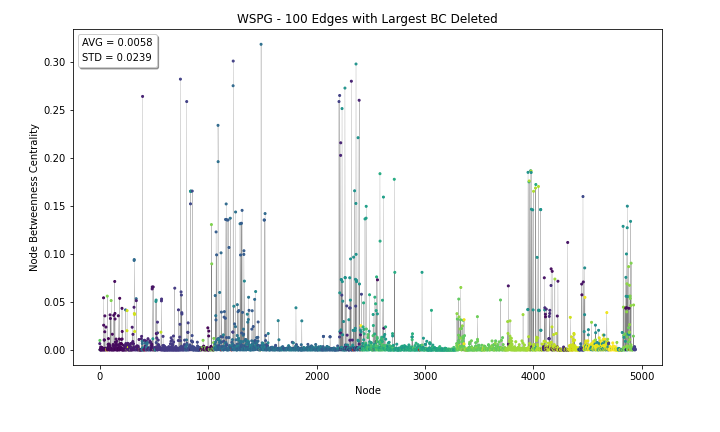 WSPG - 100 Edges with Largest BC Deleted
AVG = 0.0058
STD = 0.0239
0.30
0.25
0.20
0.15
0.10
0.05
0.00
Node Betweenness Centrality
0 1000 2000 3000 4000 5000
Node